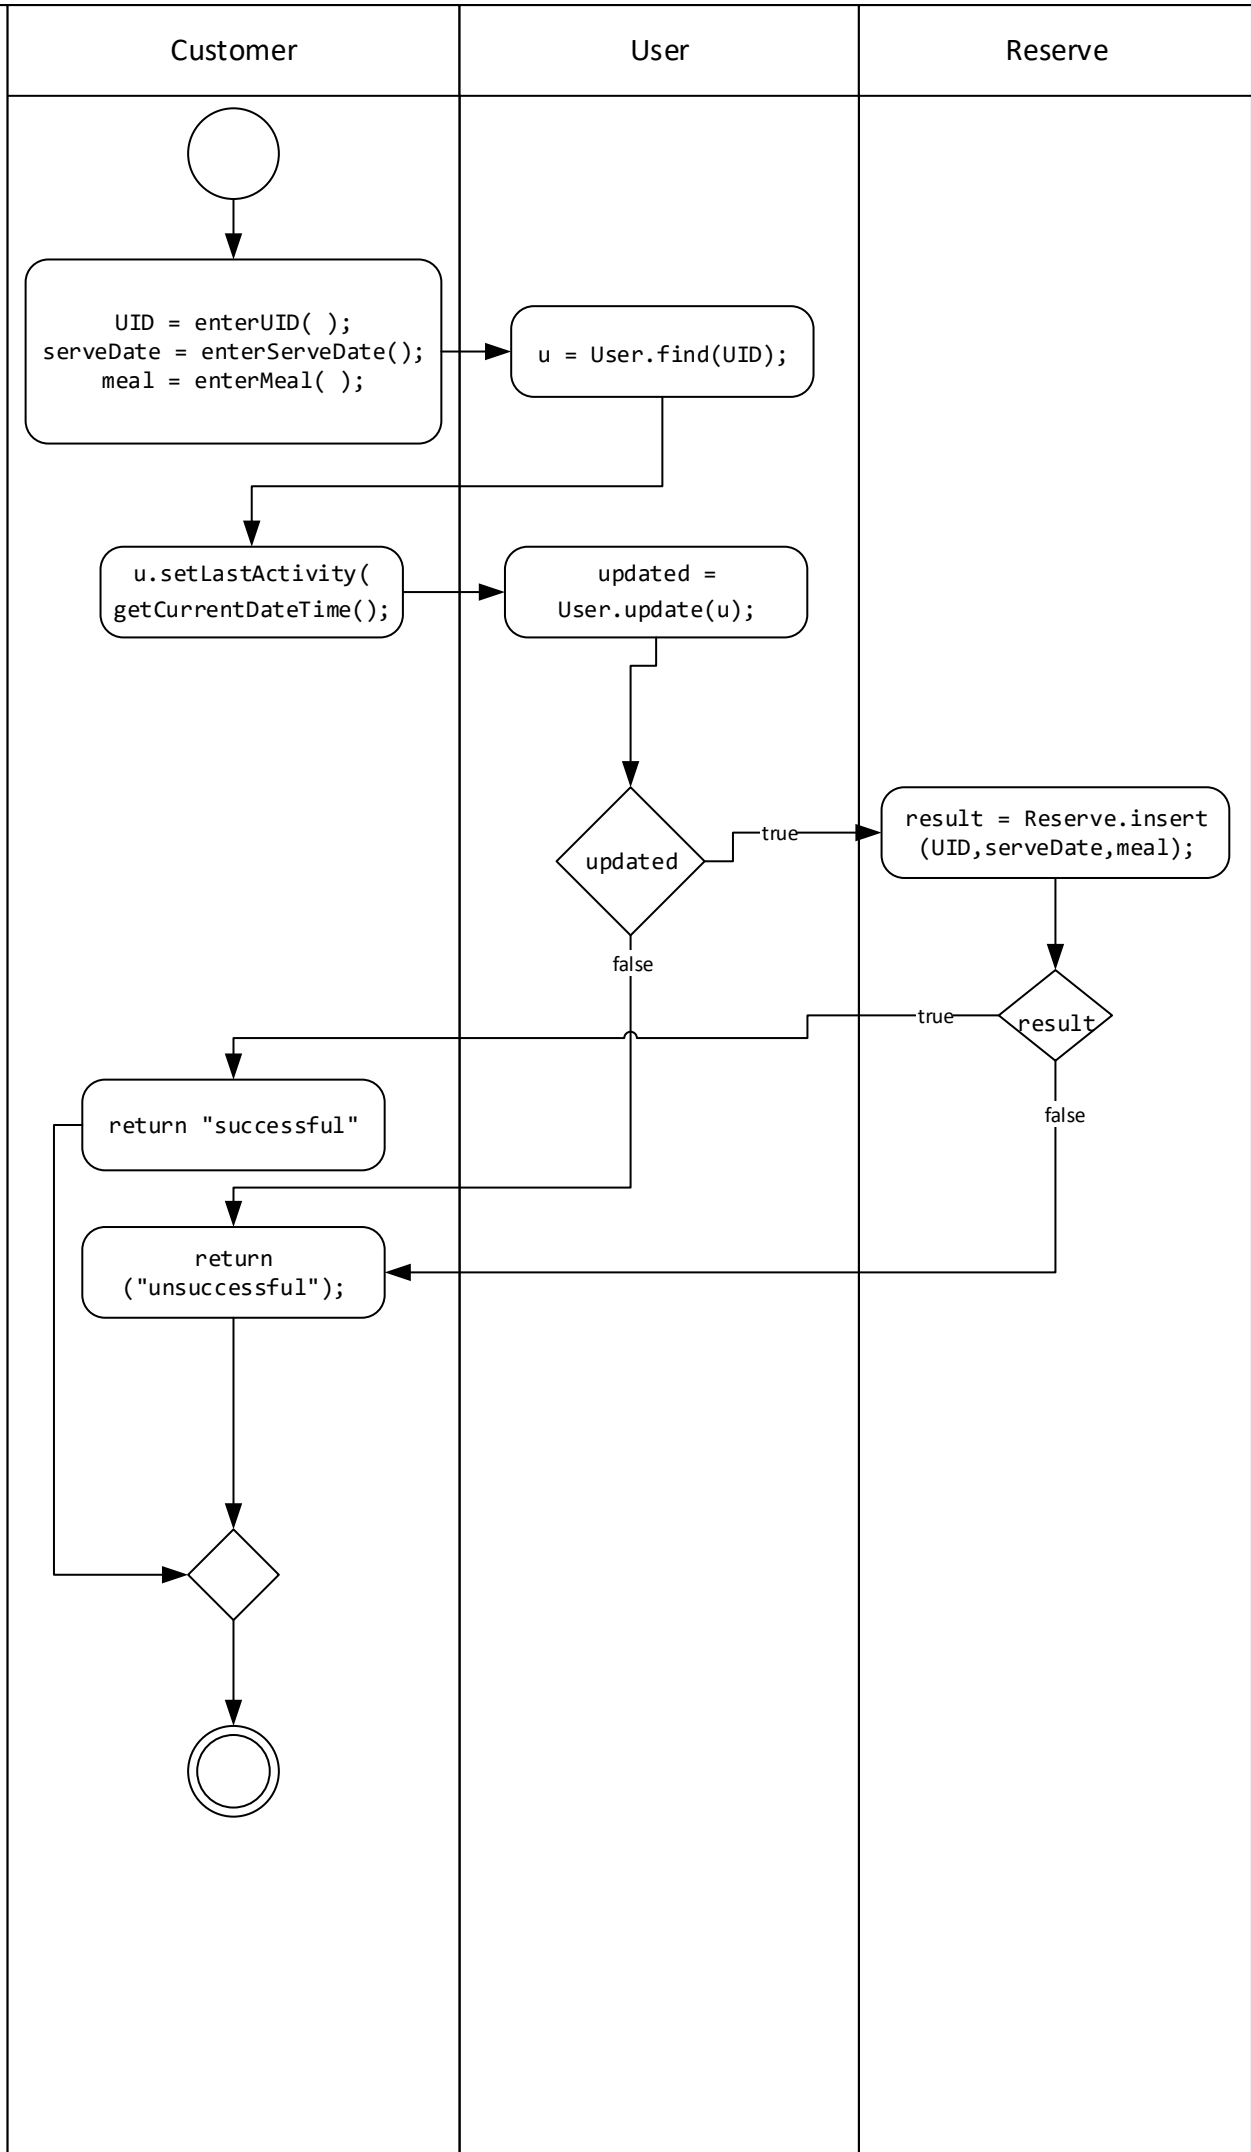 Customer
User
Reserve
UID = enterUID( );
serveDate = enterServeDate();
meal = enterMeal( );
u = User.find(UID);
u.setLastActivity(
getCurrentDateTime();
updated =
User.update(u);
updated
true
result = Reserve.insert
(UID,serveDate,meal);
false
true
result
return "successful"
false
return
("unsuccessful");